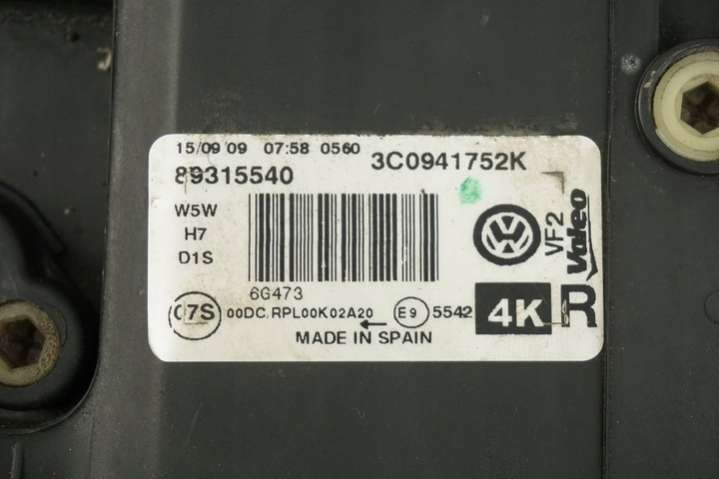 15/09/09 07:58 0560
89315540 3C0941752K
W5W
H7
D1S
6G473
VF2
Valeo
07S 00DC.RPL00K02A20 ← E9 5542 4K R
MADE IN SPAIN